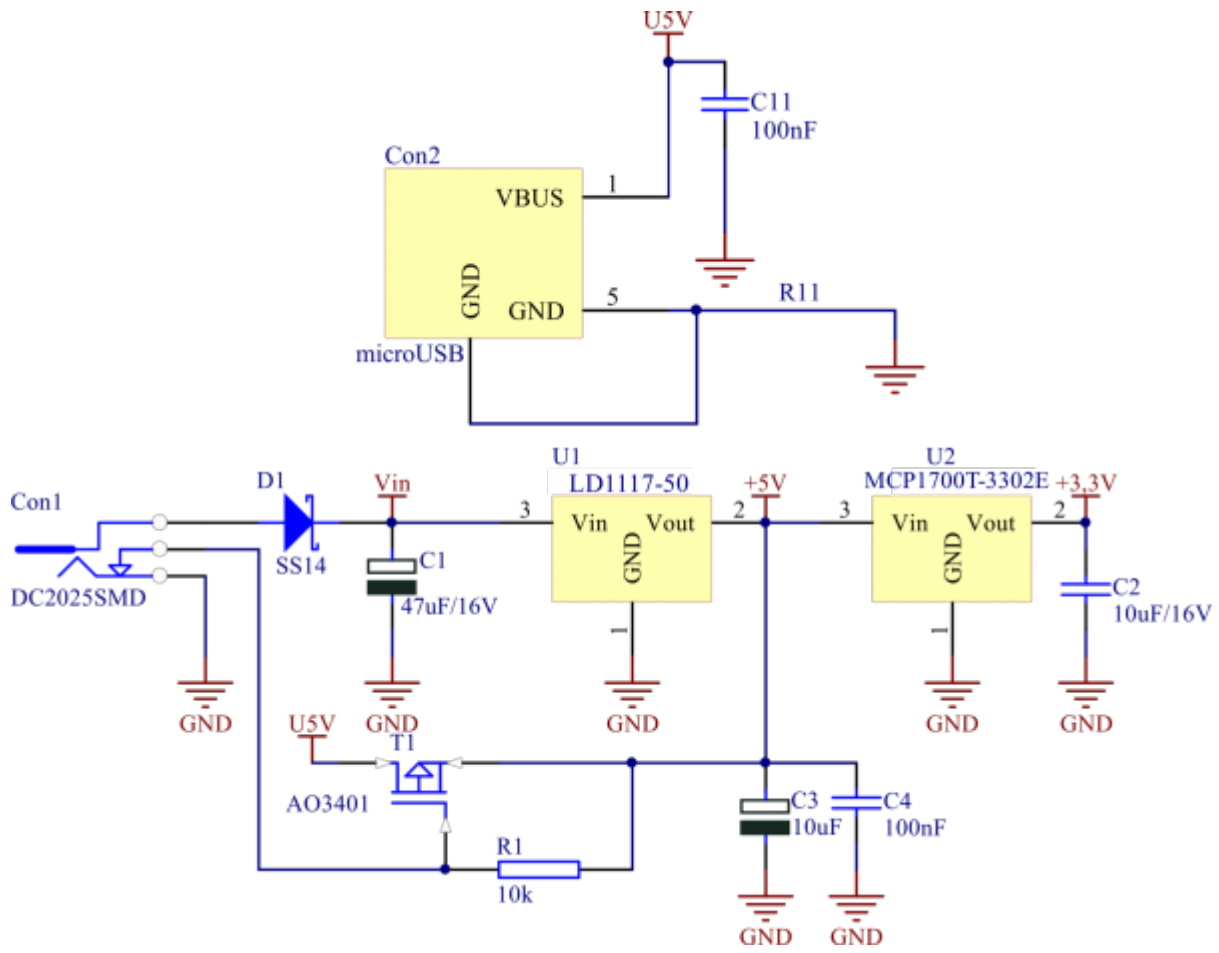 U5V
C11
100nF
Con2
VBUS
1
GND
GND
5
R11
microUSB
Con1
DC2025SMD
D1
SS14
Vin
C1
47uF/16V
GND
GND
U1
LD1117-50
3
Vin
Vout
2
GND
1
GND
+5V
U2
MCP1700T-3302E
3
Vin
Vout
2
GND
1
GND
+3,3V
C2
10uF/16V
GND
U5V
T1
AO3401
R1
10k
C3
10uF
GND
C4
100nF
GND